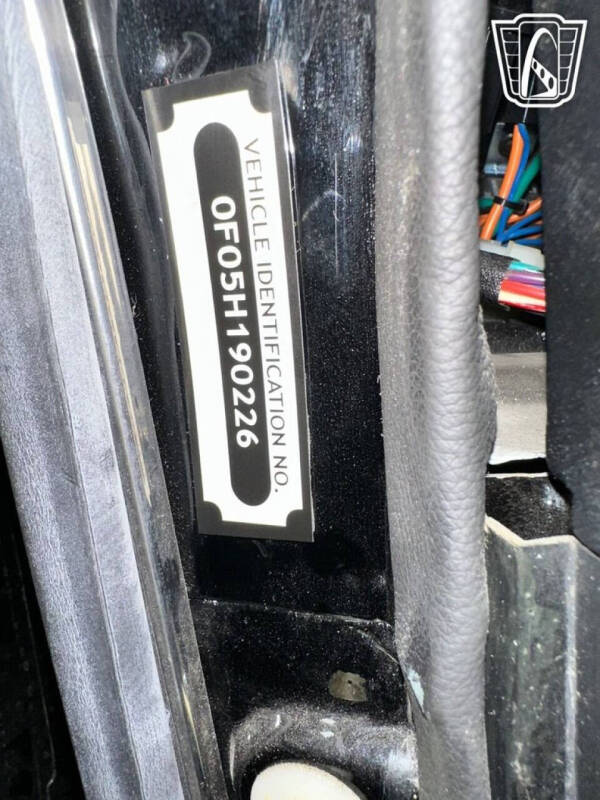 VEHICLE IDENTIFICATION NO.
0F05H190226